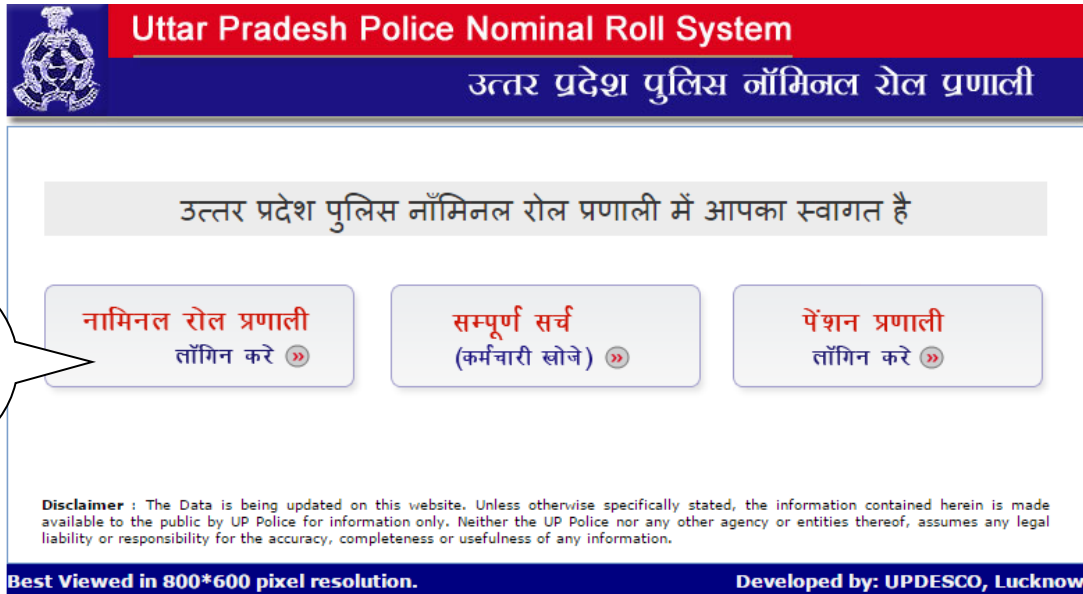 Uttar Pradesh Police Nominal Roll System
उत्तर प्रदेश पुलिस नॉमिनल रोल प्रणाली
उत्तर प्रदेश पुलिस नॉमिनल रोल प्रणाली में आपका स्वागत है
नामिनल रोल प्रणाली
लॉगिन करे
सम्पूर्ण सर्च
(कर्मचारी खोजे)
पेंशन प्रणाली
लॉगिन करे
Disclaimer : The Data is being updated on this website. Unless otherwise specifically stated, the information contained herein is made
available to the public by UP Police for information only. Neither the UP Police nor any other agency or entities thereof, assumes any legal
liability or responsibility for the accuracy, completeness or usefulness of any information.
Best Viewed in 800*600 pixel resolution.
Developed by: UPDESCO, Lucknow